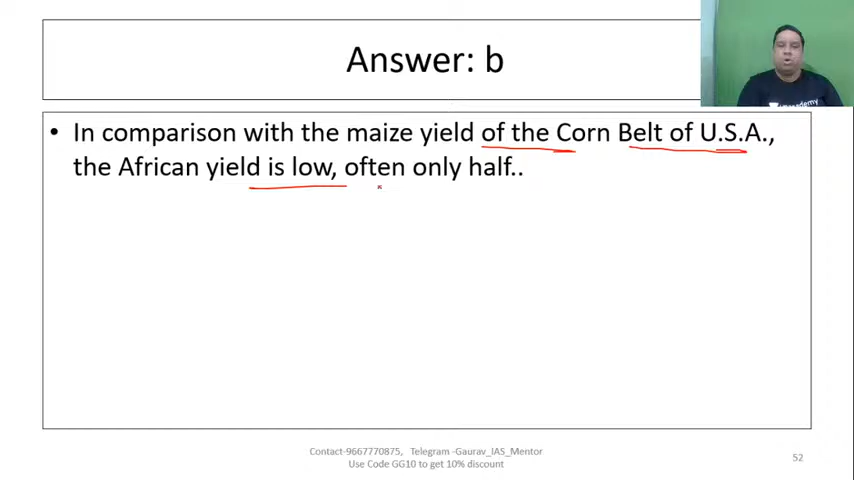 Answer: b
• In comparison with the maize yield of the Corn Belt of U.S.A.,
the African yield is low, often only half..
Contact-9667770875, Telegram -Gaurav_IAS_Mentor
Use Code GG10 to get 10% discount
52